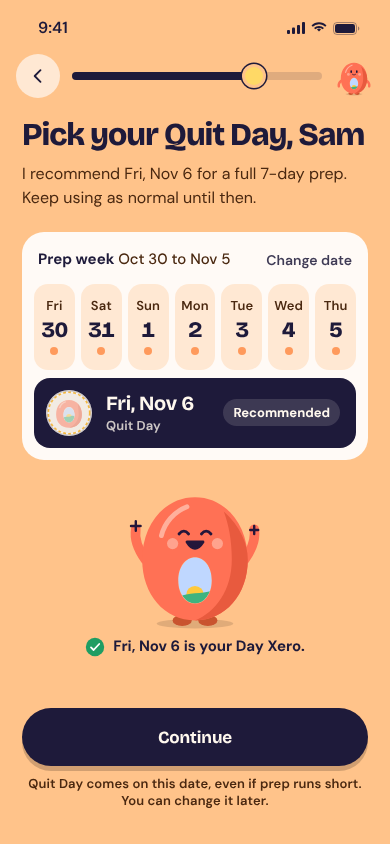 9:41
Pick your Quit Day, Sam
I recommend Fri, Nov 6 for a full 7-day prep.
Keep using as normal until then.
Prep week Oct 30 to Nov 5
Change date
Fri Sat Sun Mon Tue Wed Thu
30 31 1 2 3 4 5
Fri, Nov 6
Quit Day
Recommended
Fri, Nov 6 is your Day Xero.
Continue
Quit Day comes on this date, even if prep runs short.
You can change it later.